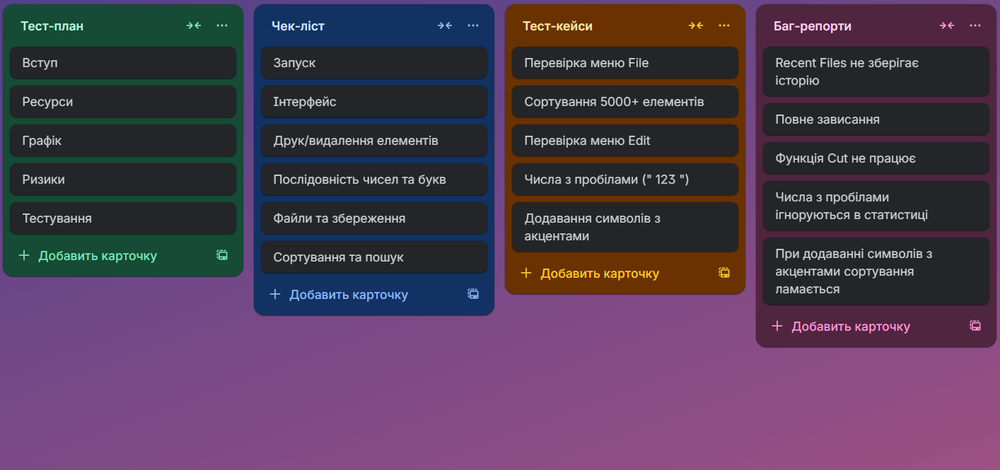 Тест-план
Вступ
Ресурси
Графік
Ризики
Тестування
Добавить карточку
Чек-ліст
Запуск
Інтерфейс
Друк/видалення елементів
Послідовність чисел та букв
Файли та збереження
Сортування та пошук
Добавить карточку
Тест-кейси
Перевірка меню File
Сортування 5000+ елементів
Перевірка меню Edit
Числа з пробілами (" 123 ")
Додавання символів з
акцентами
Добавить карточку
Баг-репорти
Recent Files не зберігає
історію
Повне зависання
Функція Cut не працює
Числа з пробілами
ігноруються в статистиці
При додаванні символів з
акцентами сортування
ламається
Добавить карточку